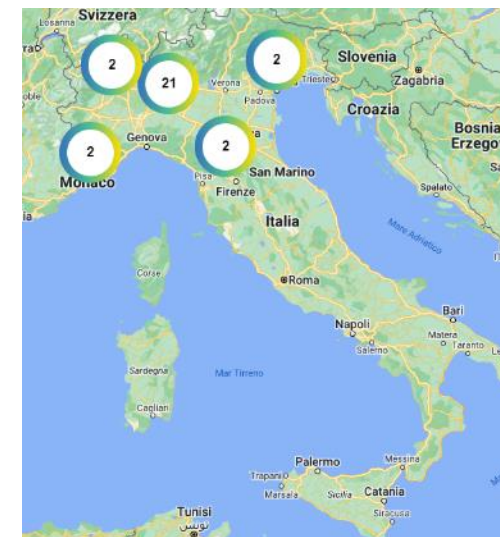 Svizzera
Losanna
2
2
Slovenia
21
Verona
Trieste
Zagabria
Padova
Croazia
Genova
2
2
Bosnia
Erzegov
Monaco
Pisa
Firenze
San Marino
Spalato
Italia
Mare Adriatico
Corse
Roma
Bari
Napoli
Matera
Salerno
Taranto
Sardegna
Mar Tirreno
Cagliari
Palermo
Messina
Trapani
Marsala
Sicilia
Catania
Siracusa
Tunisi
تونس